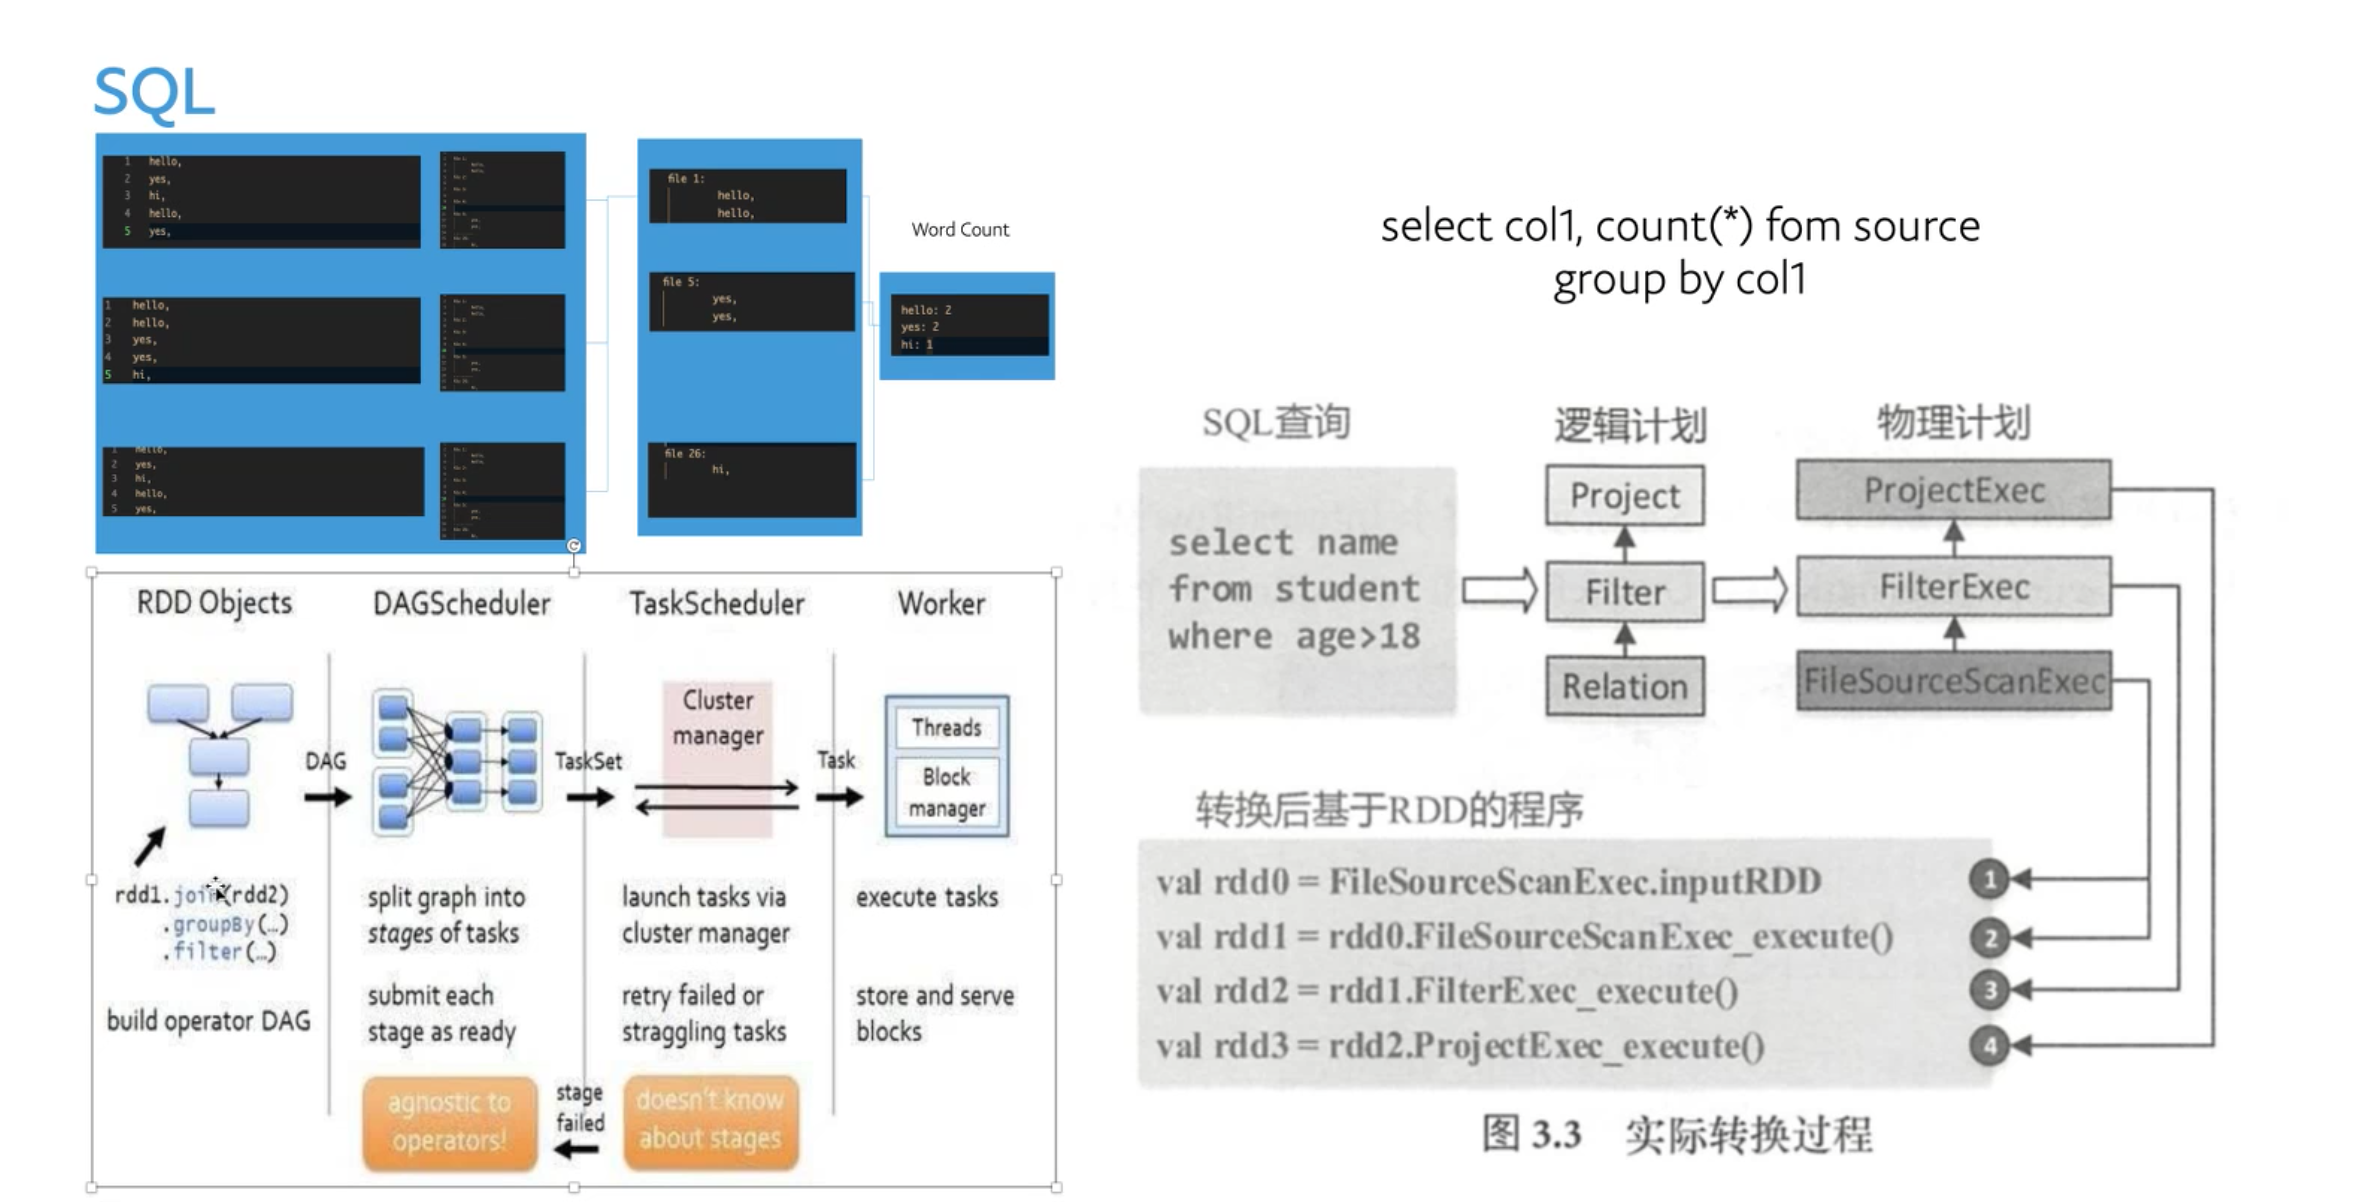 SQL
1 hello,
2 yes,
3 hi,
4 hello,
5 yes,
1 hello,
2 hello,
3 yes,
4 yes,
5 hi,
1 hello,
2 yes,
3 hi,
4 hello,
5 yes,
file 1:
hello,
hello,
file 5:
yes,
yes,
file 26:
hi,
Word Count
hello: 2
yes: 2
hi: 1
RDD Objects
DAGScheduler
TaskScheduler
Worker
DAG
TaskSet
Cluster
manager
Task
Threads
Block
manager
rdd1.join(rdd2)
.groupBy(…)
.filter(…)
build operator DAG
split graph into
stages of tasks
submit each
stage as ready
launch tasks via
cluster manager
retry failed or
straggling tasks
execute tasks
store and serve
blocks
agnostic to
operators!
stage
failed
doesn't know
about stages
select col1, count(*) fom source
group by col1
SQL查询
逻辑计划
物理计划
select name
from student
where age>18
Project
Filter
Relation
ProjectExec
FilterExec
FileSourceScanExec
转换后基于RDD的程序
val rdd0 = FileSourceScanExec.inputRDD 1
val rdd1 = rdd0.FileSourceScanExec_execute() 2
val rdd2 = rdd1.FilterExec_execute() 3
val rdd3 = rdd2.ProjectExec_execute() 4
图 3.3 实际转换过程